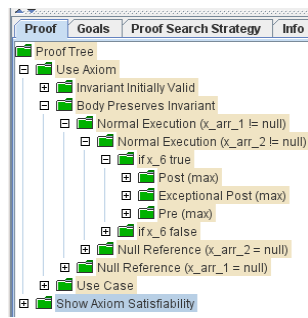 Proof Goals Proof Search Strategy Info
Proof Tree
Use Axiom
Invariant Initially Valid
Body Preserves Invariant
Normal Execution (x_arr_1 != null)
Normal Execution (x_arr_2 != null)
if x_6 true
Post (max)
Exceptional Post (max)
Pre (max)
if x_6 false
Null Reference (x_arr_2 = null)
Null Reference (x_arr_1 = null)
Use Case
Show Axiom Satisfiability